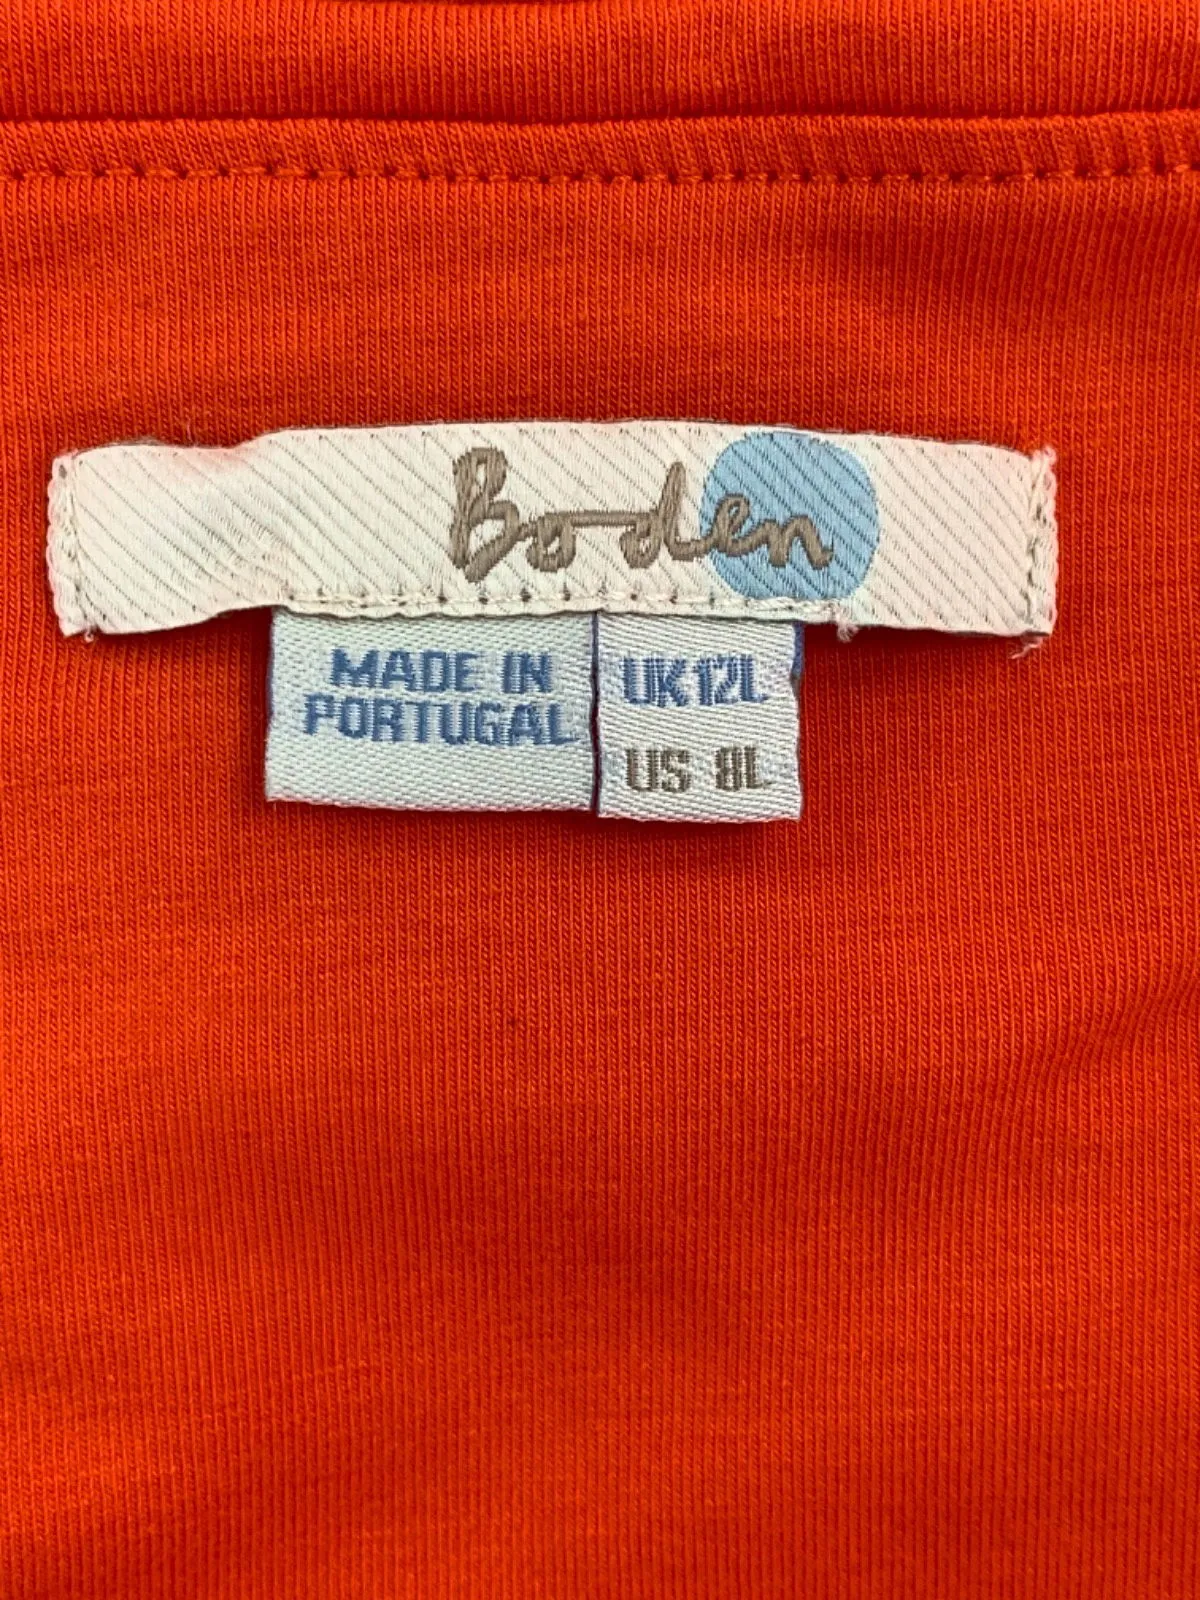 Boden
MADE IN
PORTUGAL
UK12L
US 8L